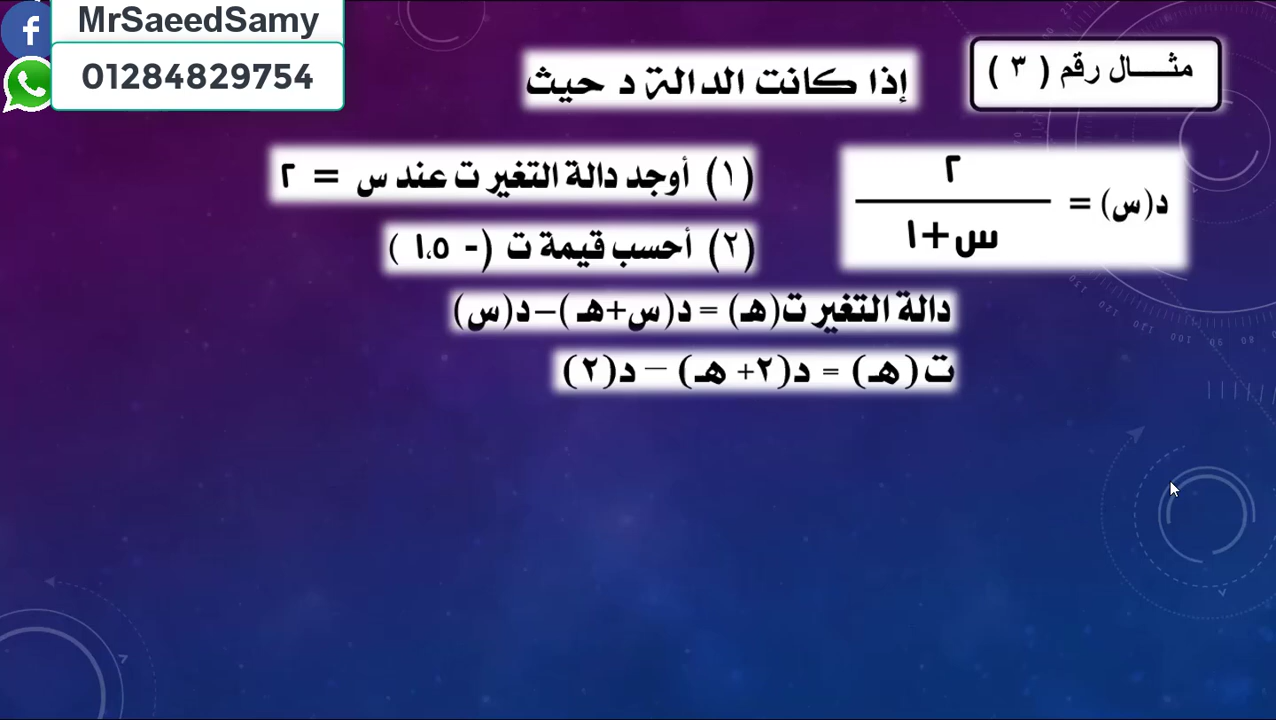 MrSaeedSamy
01284829754
مثـــــال رقم ( ٣ )
إذا كانت الدالة د حيث
د(س) = ٢ / س+١
(١) أوجد دالة التغير ت عند س = ٢
(٢) أحسب قيمة ت (- ١،٥ )
دالة التغير ت(هـ) = د(س+هـ)–د(س)
ت(هـ) = د(٢+ هـ) – د(٢)